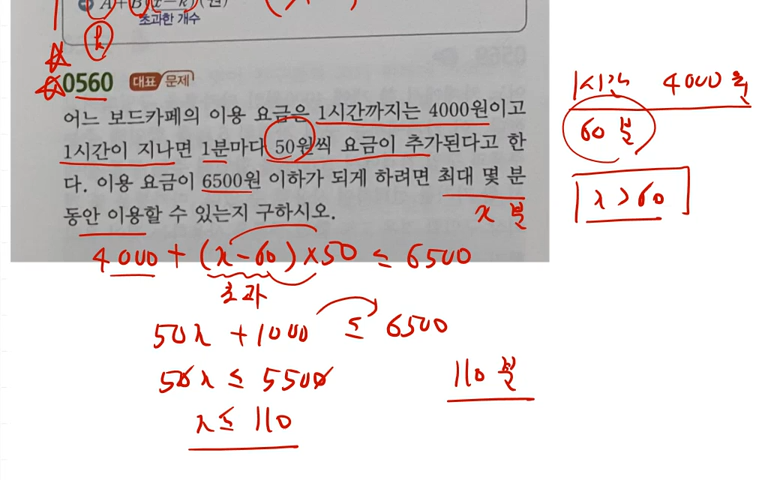 A+B(x-k)(원)
초과한 개수
k
0560 대표 문제
어느 보드카페의 이용 요금은 1시간까지는 4000원이고
1시간이 지나면 1분마다 50원씩 요금이 추가된다고 한
다. 이용 요금이 6500원 이하가 되게 하려면 최대 몇 분
동안 이용할 수 있는지 구하시오.
x 분
1시간 4000원
60분
x > 60
4000 + (x-60)×50 ≤ 6500
초과
50x + 1000 ≤ 6500
50x ≤ 5500
x ≤ 110
110분